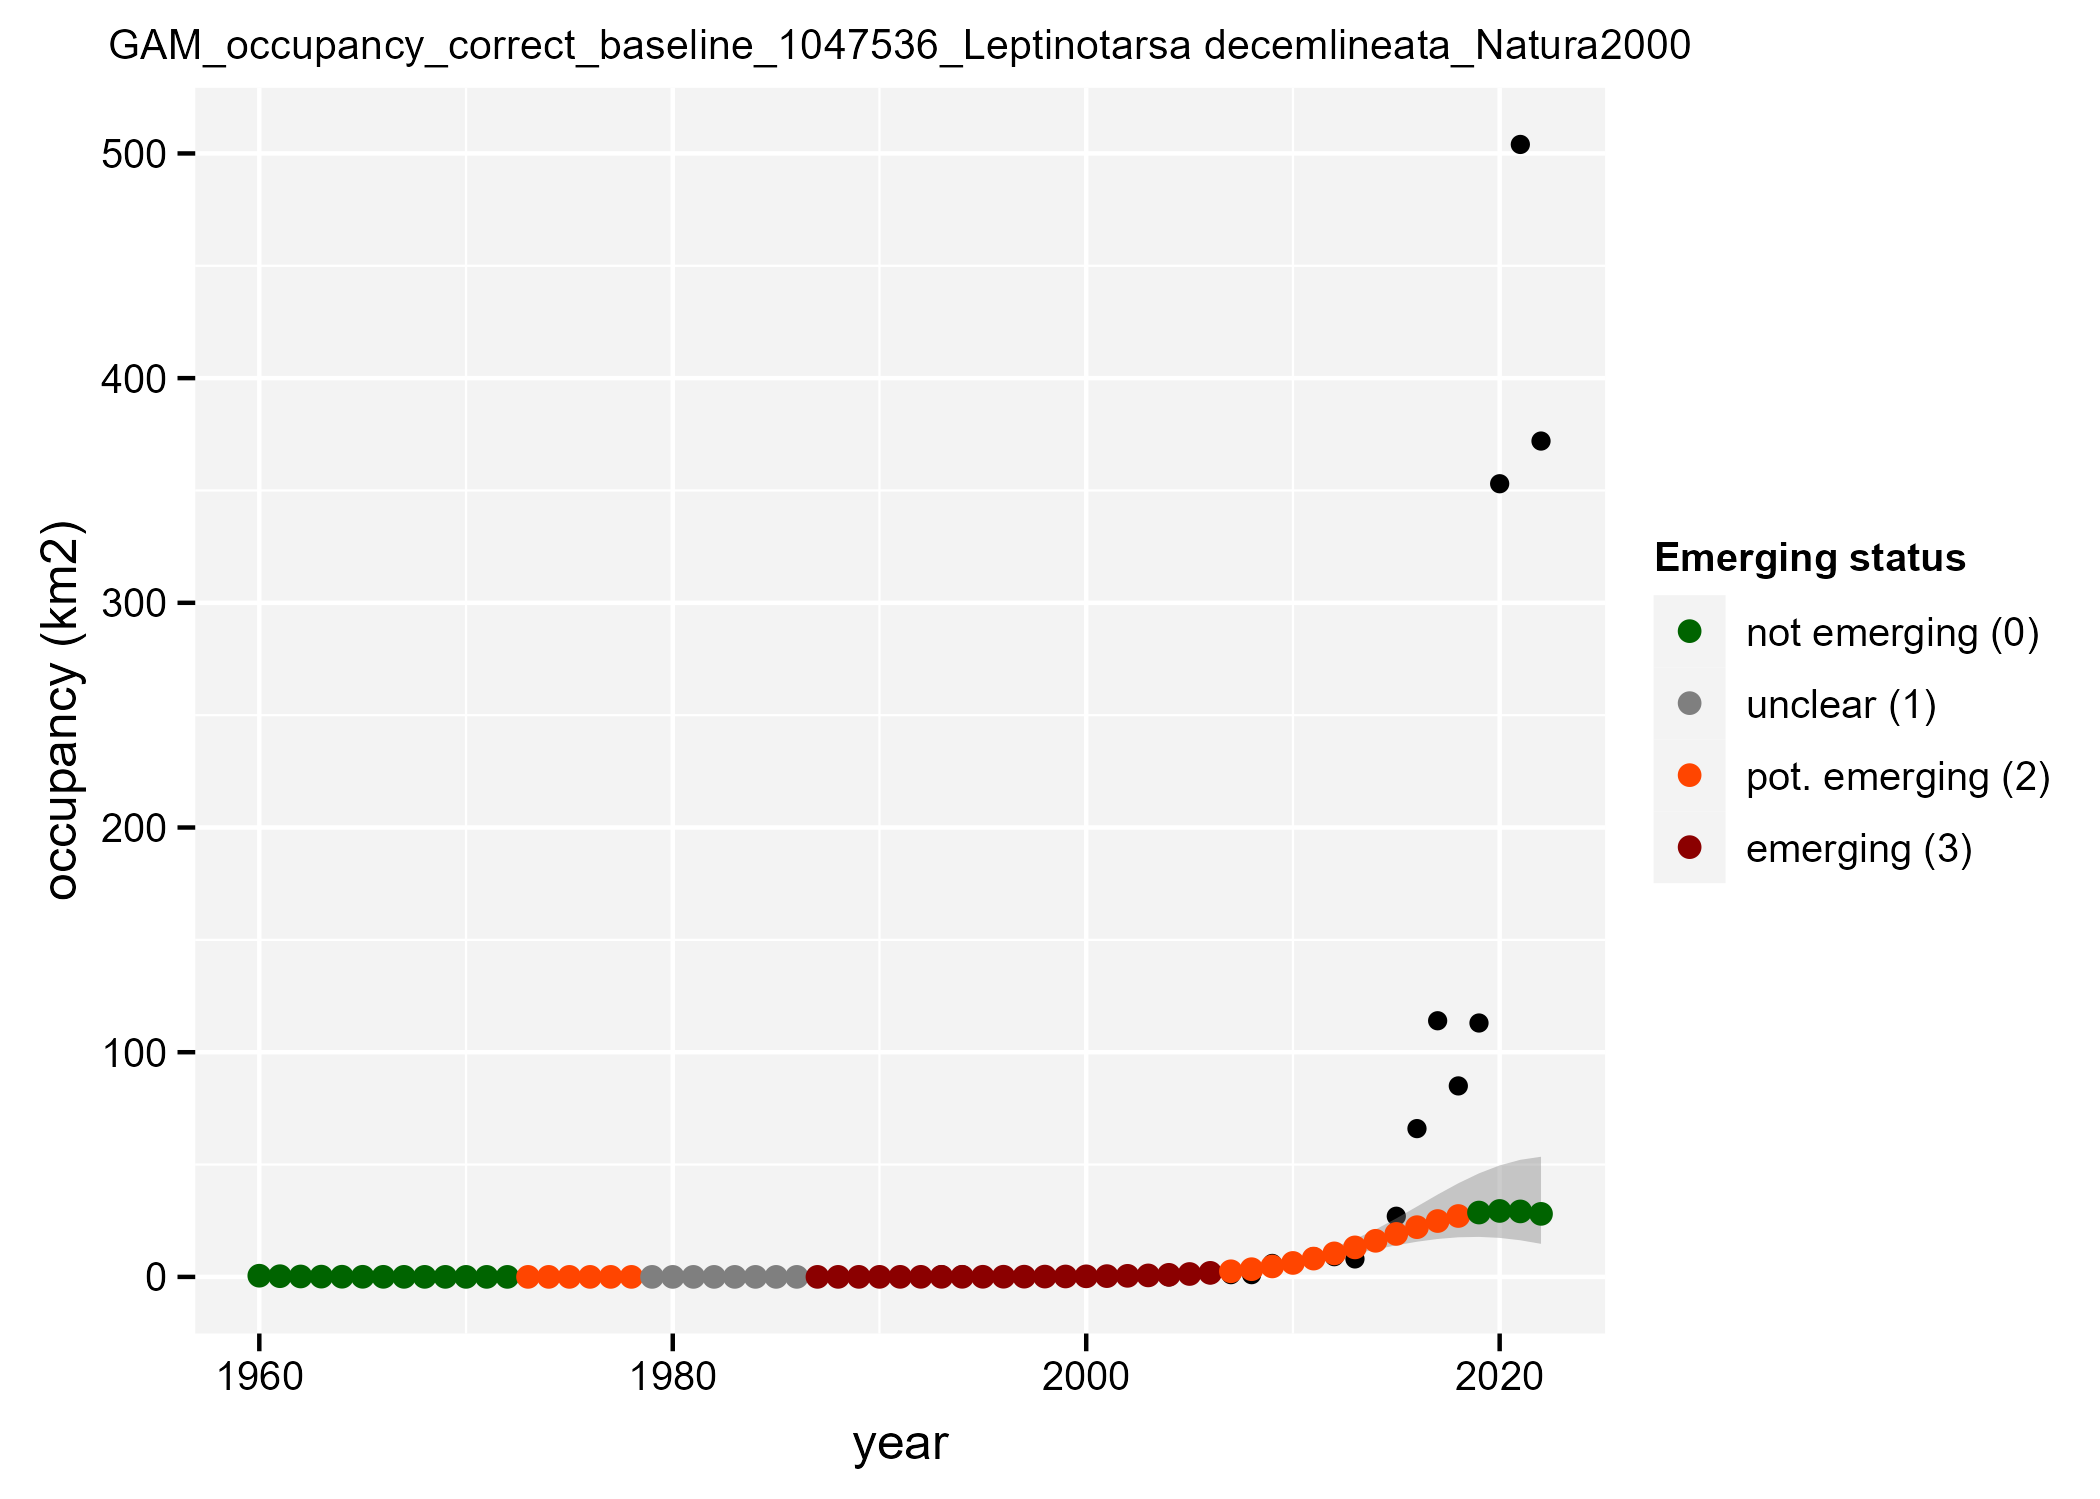 GAM_occupancy_correct_baseline_1047536_Leptinotarsa decemlineata_Natura2000
500
400
300
200
100
0
occupancy (km2)
1960
1980
2000
2020
year
Emerging status
not emerging (0)
unclear (1)
pot. emerging (2)
emerging (3)